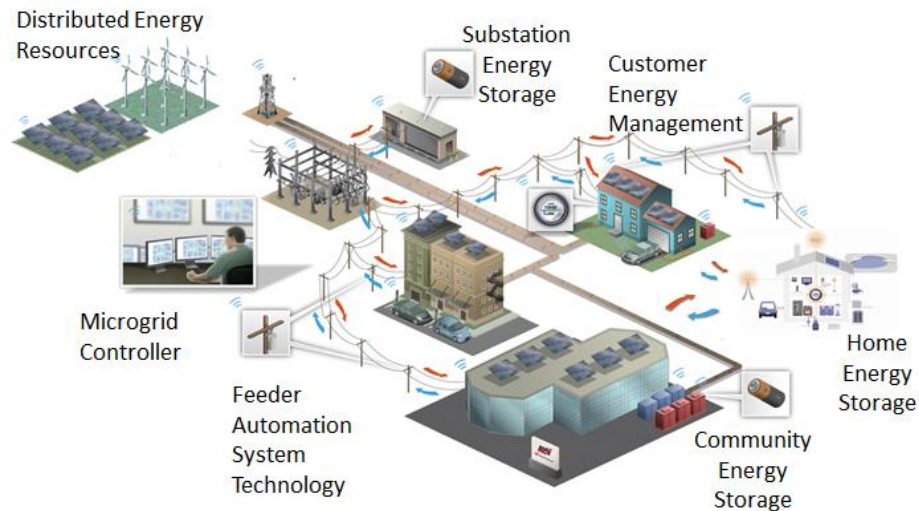 Distributed Energy
Resources
Substation
Energy
Storage
Customer
Energy
Management
Microgrid
Controller
Feeder
Automation
System
Technology
Home
Energy
Storage
Community
Energy
Storage